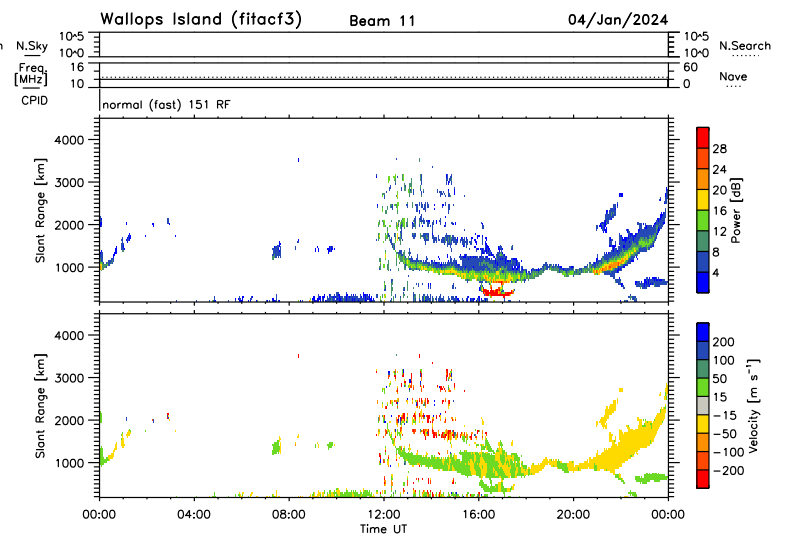 Wallops Island (fitacf3) Beam 11 04/Jan/2024
N.Sky 10^5 10^0 10^5 10^0 N.Search
Freq. [MHz] 16 10 60 0 Nave
CPID normal (fast) 151 RF
Slant Range [km]
4000
3000
2000
1000
28
24
20
16
12
8
4
Power [dB]
Slant Range [km]
4000
3000
2000
1000
200
100
50
15
-15
-50
-100
-200
Velocity [m s⁻¹]
00:00 04:00 08:00 12:00 16:00 20:00 00:00
Time UT